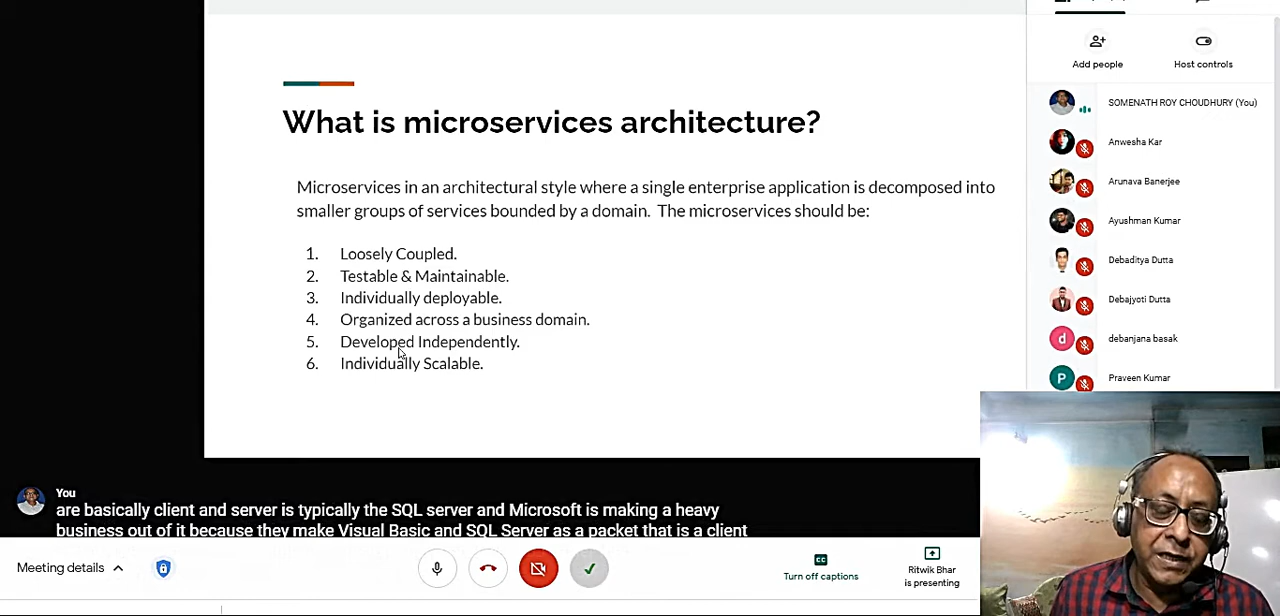 What is microservices architecture?
Microservices in an architectural style where a single enterprise application is decomposed into
smaller groups of services bounded by a domain. The microservices should be:
1. Loosely Coupled.
2. Testable & Maintainable.
3. Individually deployable.
4. Organized across a business domain.
5. Developed Independently.
6. Individually Scalable.
Add people
Host controls
SOMENATH ROY CHOUDHURY (You)
Anwesha Kar
Arunava Banerjee
Ayushman Kumar
Debaditya Dutta
Debajyoti Dutta
d
debanjana basak
P
Praveen Kumar
You
are basically client and server is typically the SQL server and Microsoft is making a heavy
business out of it because they make Visual Basic and SQL Server as a packet that is a client
Meeting details
CC
Turn off captions
Ritwik Bhar
is presenting